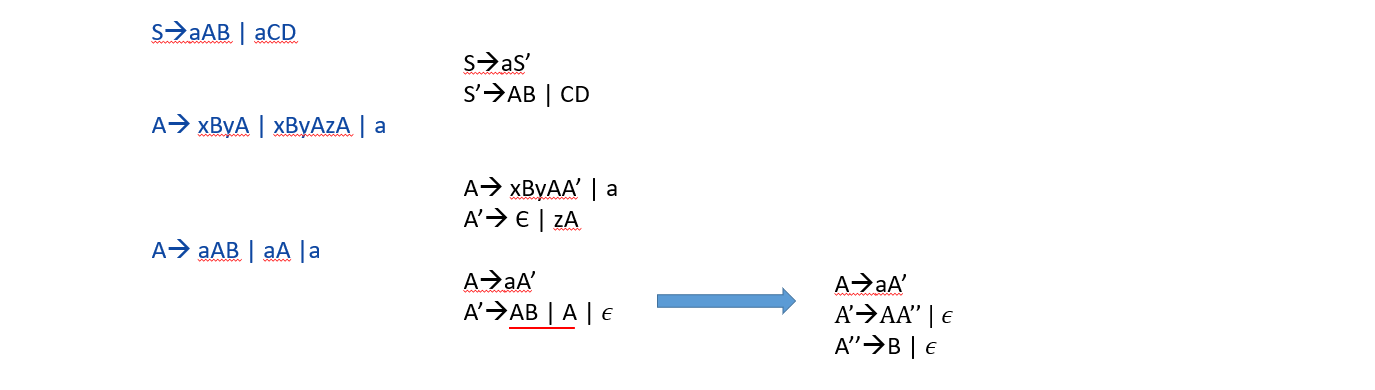 S→aAB | aCD
S→aS’
S’→AB | CD
A→ xByA | xByAzA | a
A→ xByAA’ | a
A’→ Є | zA
A→ aAB | aA |a
A→aA’
A’→AB | A | ϵ
A→aA’
A’→AA’’ | ϵ
A’’→B | ϵ